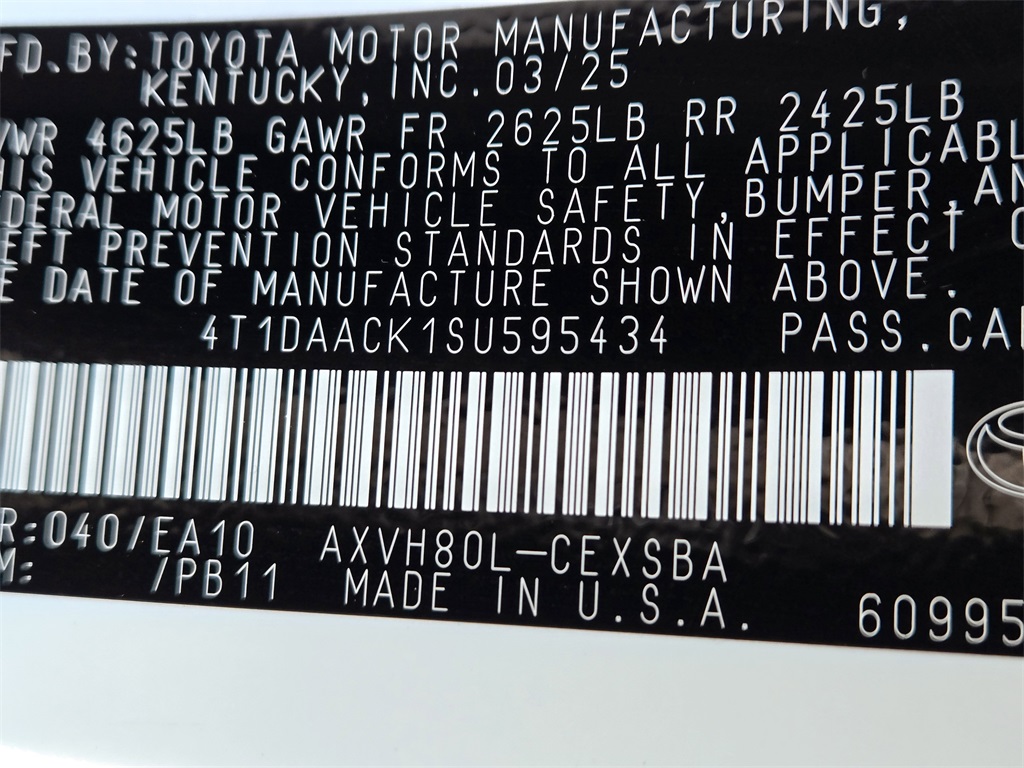 FD.BY:TOYOTA MOTOR MANUFACTURING,
KENTUCKY, INC. 03/25
VWR 4625LB GAWR FR 2625LB RR 2425LB
HIS VEHICLE CONFORMS TO ALL APPLICABL
DERAL MOTOR VEHICLE SAFETY,BUMPER,AN
EFT PREVENTION STANDARDS IN EFFECT O
E DATE OF MANUFACTURE SHOWN ABOVE.
4T1DAACK1SU595434 PASS.CA
R:040/EA10 AXVH80L-CEXSBA
M: /PB11 MADE IN U.S.A. 60995